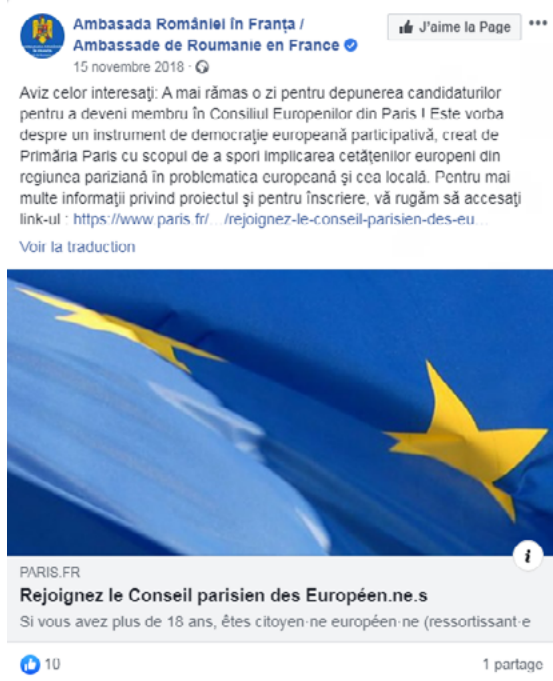 Ambasada României în Franța /
Ambassade de Roumanie en France
J'aime la Page
15 novembre 2018 ·
Aviz celor interesați: A mai rămas o zi pentru depunerea candidaturilor
pentru a deveni membru în Consiliul Europenilor din Paris ! Este vorba
despre un instrument de democrație europeană participativă, creat de
Primăria Paris cu scopul de a spori implicarea cetățenilor europeni din
regiunea pariziană în problematica europeană și cea locală. Pentru mai
multe informații privind proiectul și pentru înscriere, vă rugăm să accesați
link-ul : https://www.paris.fr/.../rejoignez-le-conseil-parisien-des-eu...
Voir la traduction
PARIS.FR
Rejoignez le Conseil parisien des Européen.ne.s
Si vous avez plus de 18 ans, êtes citoyen·ne européen·ne (ressortissant·e
10
1 partage